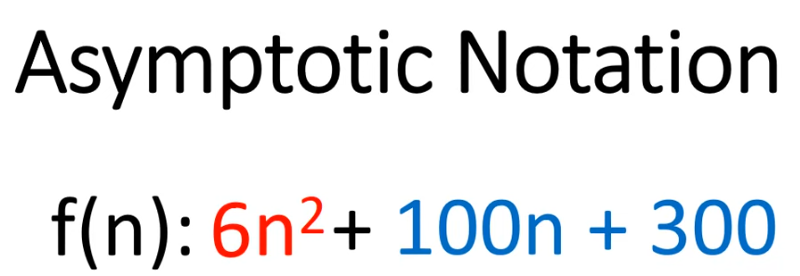 Asymptotic Notation
f(n): 6n²+ 100n + 300